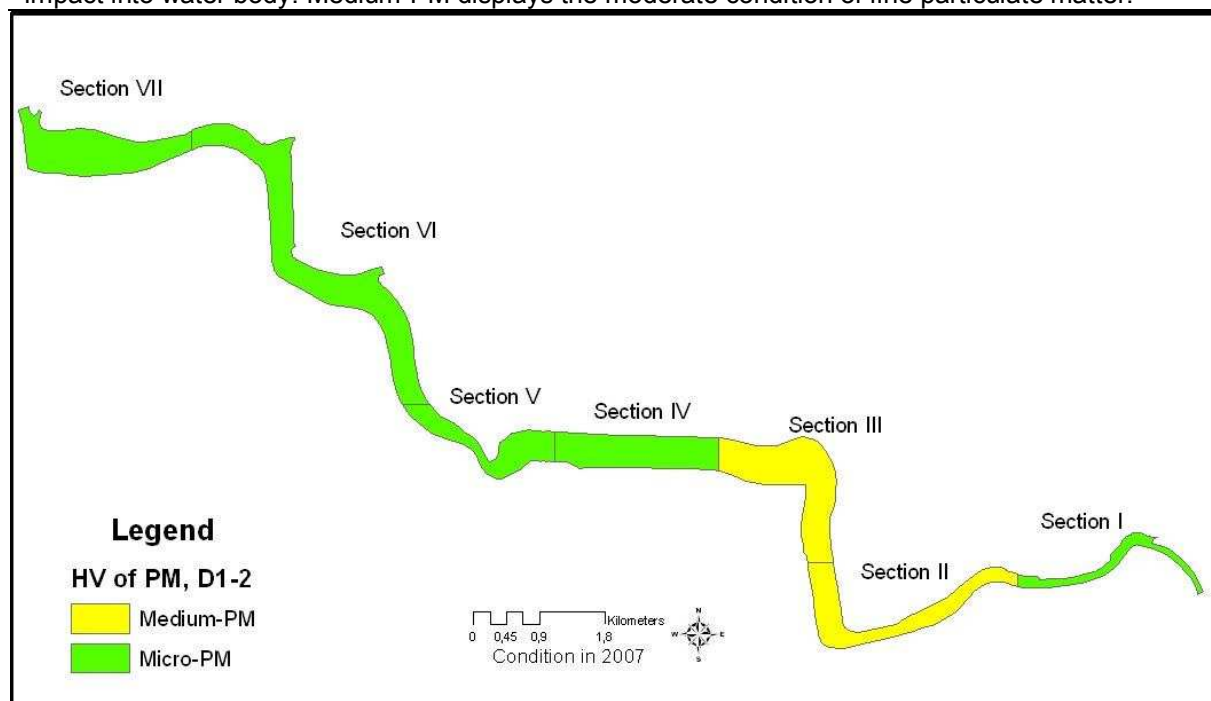 impact into water body. Medium-PM displays the moderate condition of fine particulate matter.
Section VII
Section VI
Section V
Section IV
Section III
Section I
Section II
Legend
HV of PM, D1-2
Medium-PM
Micro-PM
Kilometers
0 0,45 0,9 1,8
Condition in 2007
N
W E
S